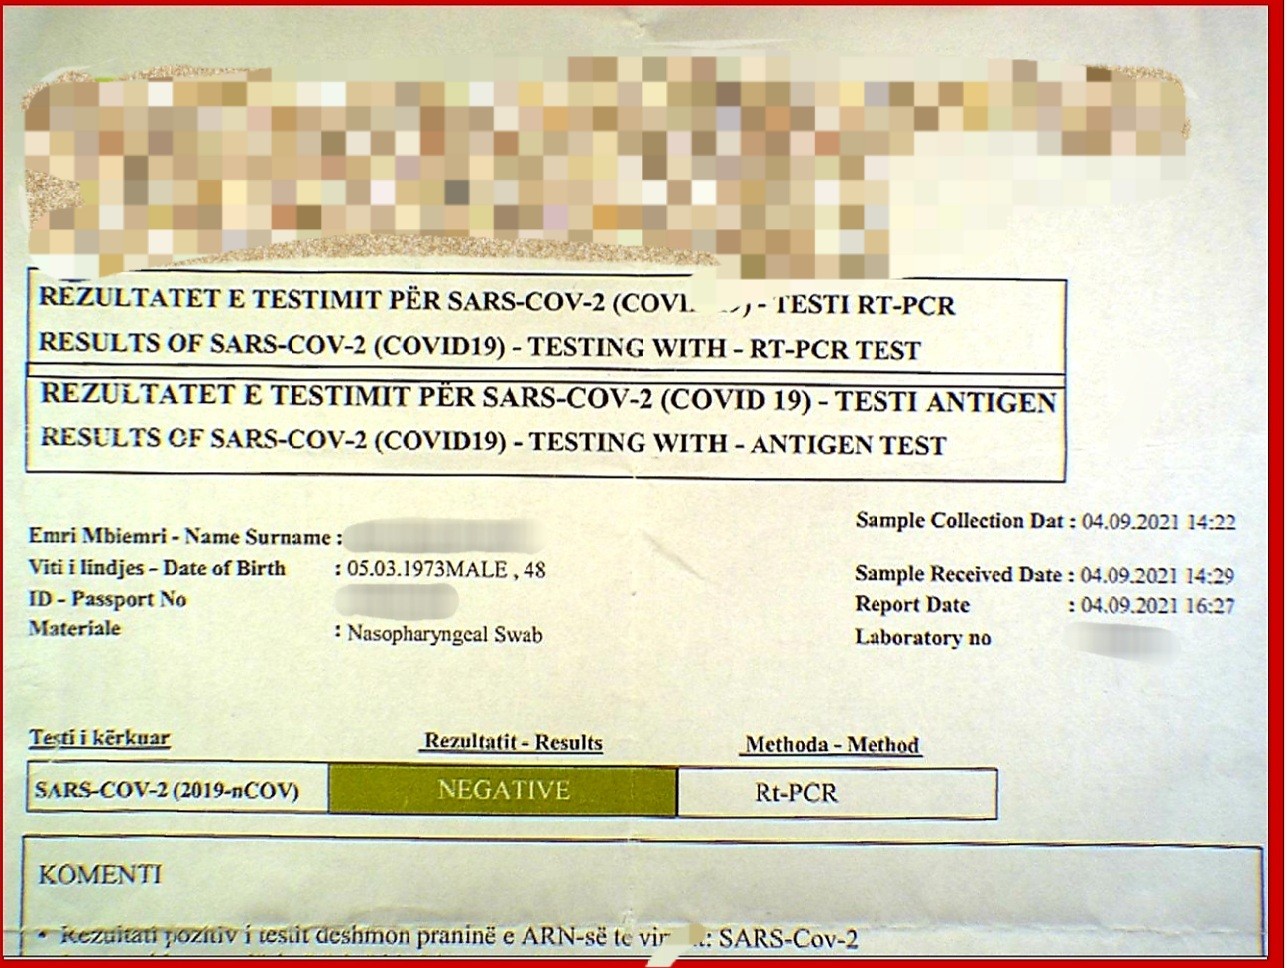 REZULTATET E TESTIMIT PËR SARS-COV-2 (COVI - TESTI RT-PCR
RESULTS OF SARS-COV-2 (COVID19) - TESTING WITH - RT-PCR TEST
REZULTATET E TESTIMIT PËR SARS-COV-2 (COVID 19) - TESTI ANTIGEN
RESULTS OF SARS-COV-2 (COVID19) - TESTING WITH - ANTIGEN TEST
Sample Collection Dat : 04.09.2021 14:22
Emri Mbiemri - Name Surname :
Viti i lindjes - Date of Birth : 05.03.1973MALE , 48
Sample Received Date : 04.09.2021 14:29
ID - Passport No
Report Date : 04.09.2021 16:27
Materiale : Nasopharyngeal Swab
Laboratory no
Testi i kërkuar Rezultatit - Results Methoda - Method
SARS-COV-2 (2019-nCOV) NEGATIVE Rt-PCR
KOMENTI
• Rezultati pozitiv i testit deshmon praninë e ARN-së te SARS-Cov-2